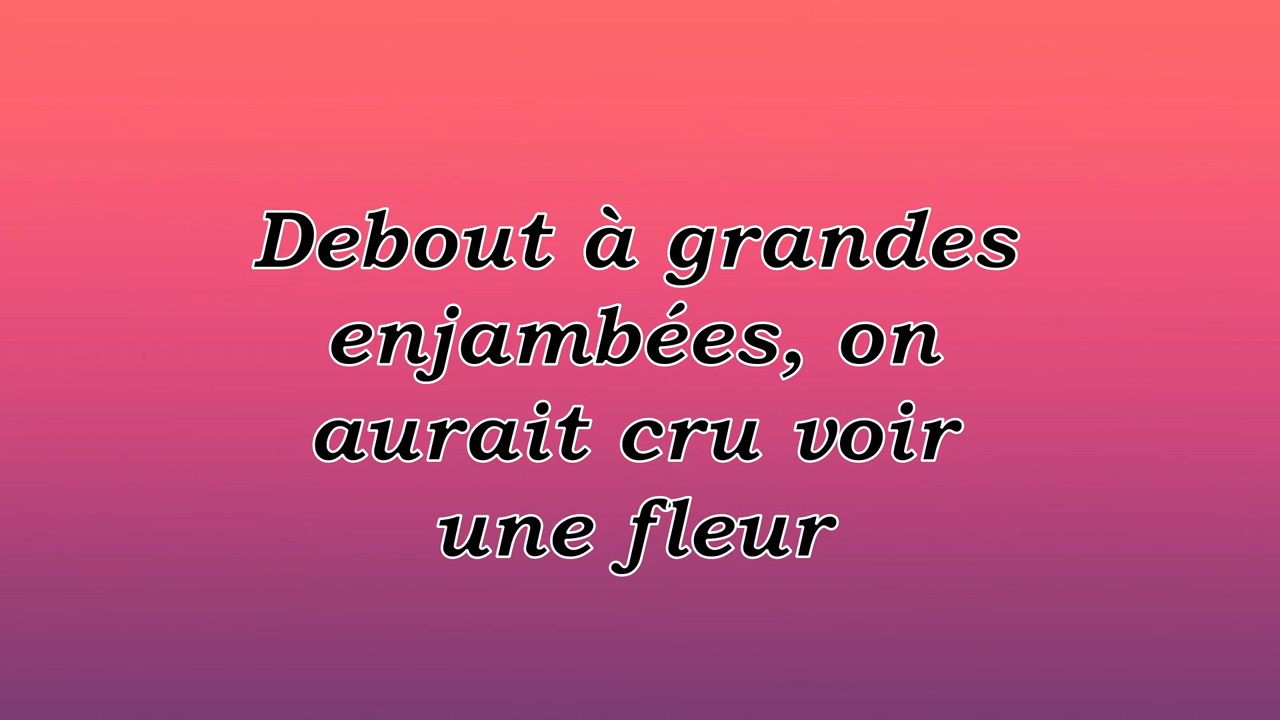 Debout à grandes
enjambées, on
aurait cru voir
une fleur